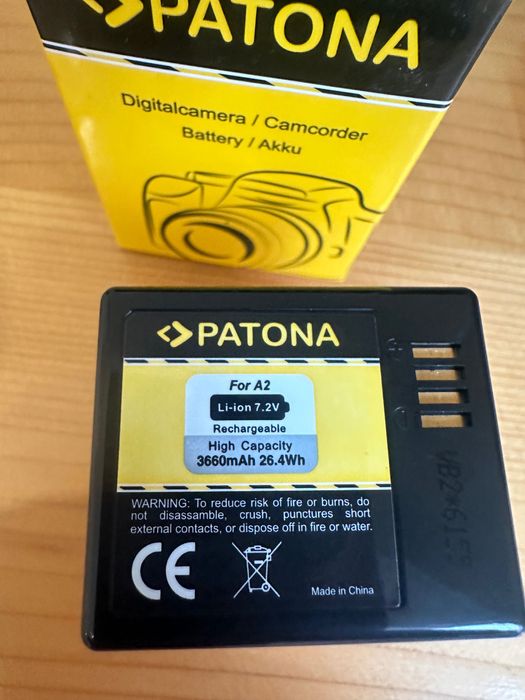 PATONA
Digitalcamera / Camcorder
Battery / Akku
PATONA
For A2
Li-ion 7.2V
Rechargeable
High Capacity
3660mAh 26.4Wh
WARNING: To reduce risk of fire or burns, do
not disassemble, crush, punctures short
external contacts, or dispose off in fire or water.
CE
Made in China